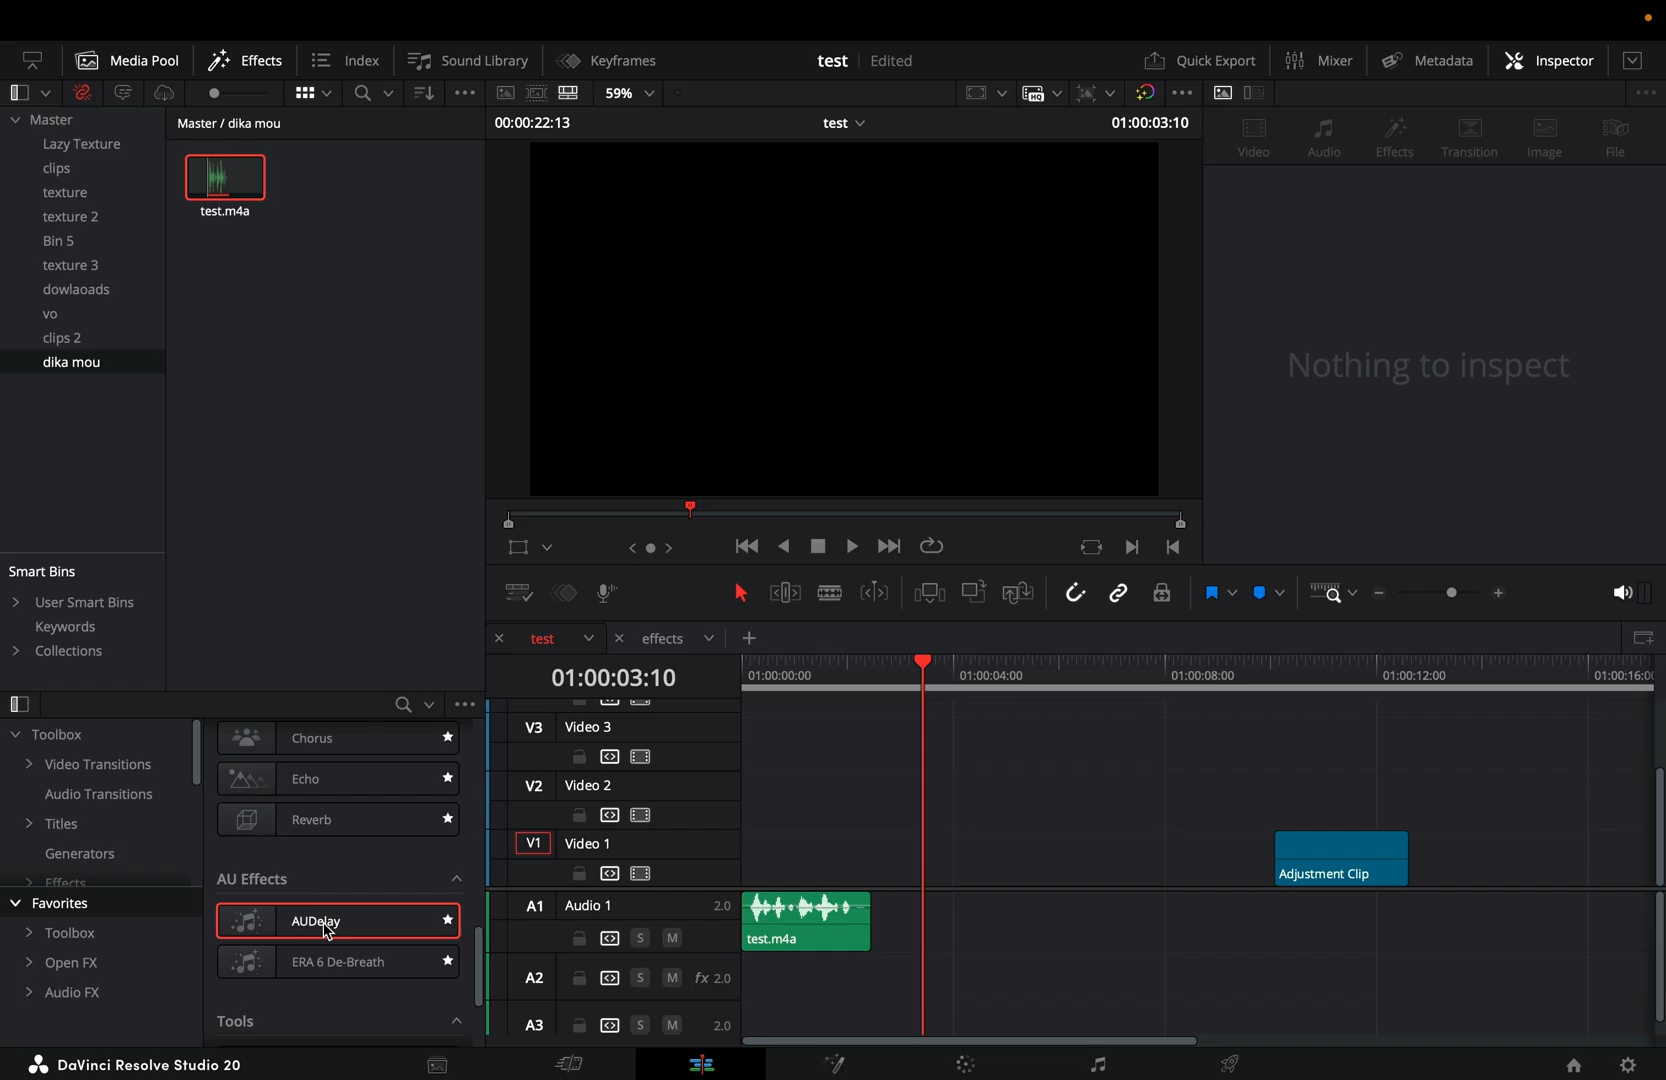 Media Pool
Effects
Index
Sound Library
Keyframes
test
Edited
Quick Export
Mixer
Metadata
Inspector
59%
Master
Lazy Texture
clips
texture
texture 2
Bin 5
texture 3
dowlaoads
vo
clips 2
dika mou
Master / dika mou
test.m4a
00:00:22:13
test
01:00:03:10
Video
Audio
Effects
Transition
Image
File
Nothing to inspect
Smart Bins
User Smart Bins
Keywords
Collections
Toolbox
Video Transitions
Audio Transitions
Titles
Generators
Effects
Favorites
Toolbox
Open FX
Audio FX
Chorus
Echo
Reverb
AU Effects
AUDelay
ERA 6 De-Breath
Tools
HQ
test
effects
01:00:03:10
01:00:00:00
01:00:04:00
01:00:08:00
01:00:12:00
01:00:16:00
V3
Video 3
V2
Video 2
V1
Video 1
Adjustment Clip
A1
Audio 1
2.0
S
M
test.m4a
A2
S
M
fx 2.0
A3
S
M
2.0
DaVinci Resolve Studio 20